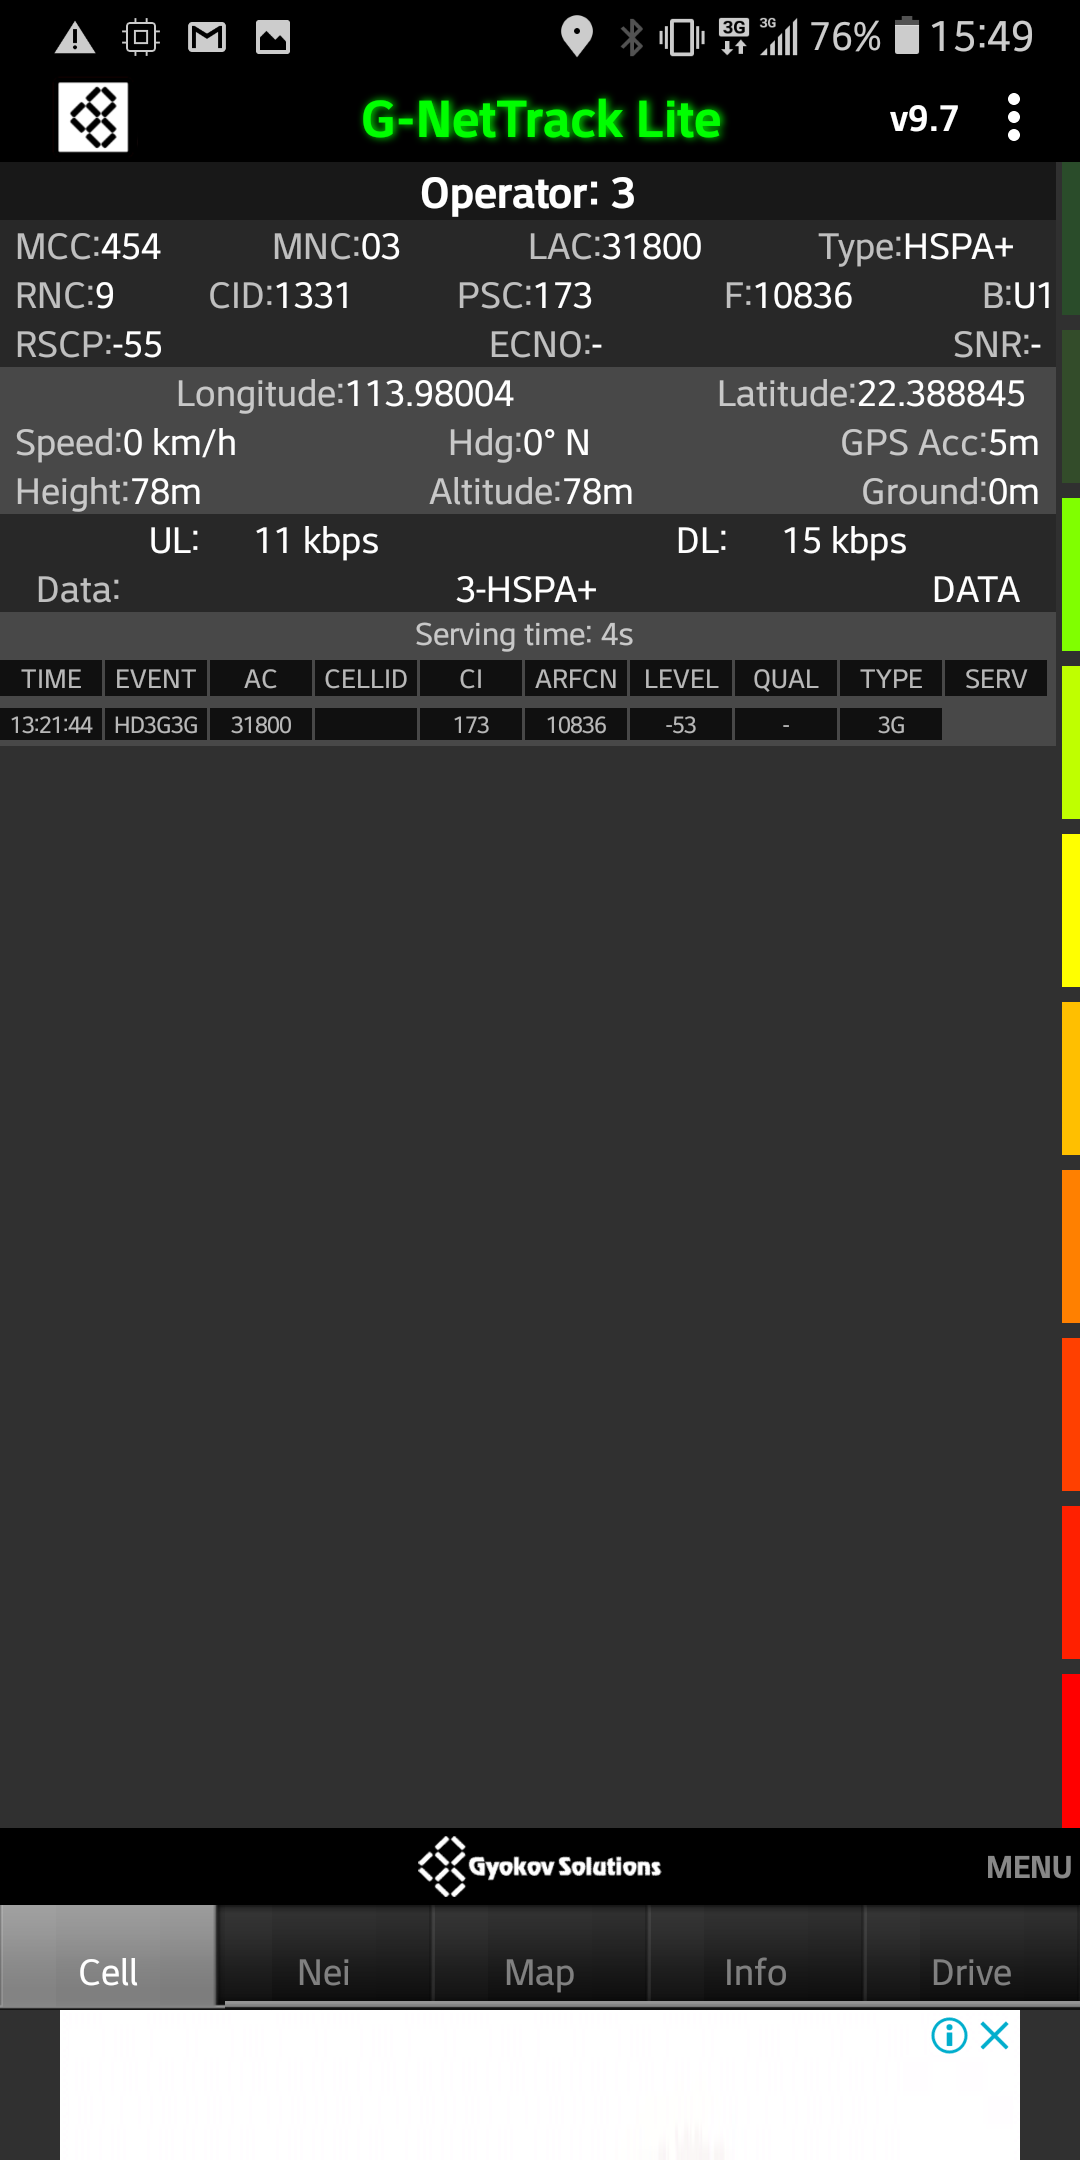 3G 3G 76% 15:49
G-NetTrack Lite v9.7
Operator: 3
MCC:454 MNC:03 LAC:31800 Type:HSPA+
RNC:9 CID:1331 PSC:173 F:10836 B:U1
RSCP:-55 ECNO:- SNR:-
Longitude:113.98004 Latitude:22.388845
Speed:0 km/h Hdg:0° N GPS Acc:5m
Height:78m Altitude:78m Ground:0m
UL: 11 kbps DL: 15 kbps
Data: 3-HSPA+ DATA
Serving time: 4s
TIME EVENT AC CELLID CI ARFCN LEVEL QUAL TYPE SERV
13:21:44 HD3G3G 31800 173 10836 -53 - 3G
Gyokov Solutions MENU
Cell Nei Map Info Drive